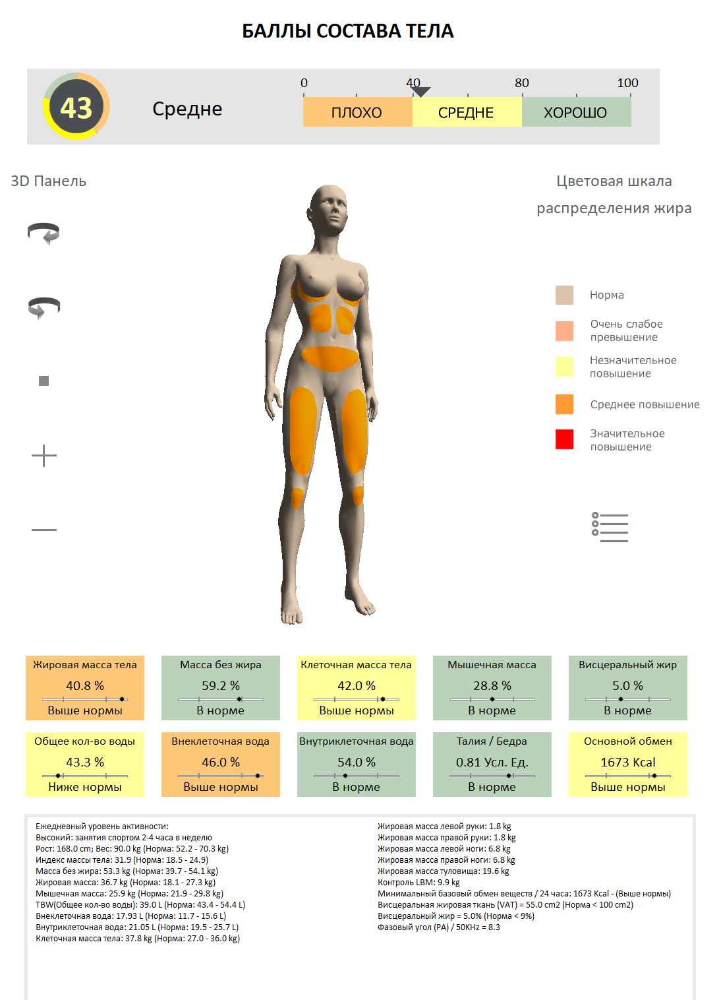 БАЛЛЫ СОСТАВА ТЕЛА
0 40 80 100
43
Средне
ПЛОХО СРЕДНЕ ХОРОШО
3D Панель
Цветовая шкала
распределения жира
Норма
Очень слабое
превышение
Незначительное
повышение
Среднее повышение
Значительное
повышение
Жировая масса тела
40.8 %
Выше нормы
Масса без жира
59.2 %
В норме
Клеточная масса тела
42.0 %
Выше нормы
Мышечная масса
28.8 %
В норме
Висцеральный жир
5.0 %
В норме
Общее кол-во воды
43.3 %
Ниже нормы
Внеклеточная вода
46.0 %
Выше нормы
Внутриклеточная вода
54.0 %
В норме
Талия / Бедра
0.81 Усл. Ед.
В норме
Основной обмен
1673 Kcal
Выше нормы
Ежедневный уровень активности:
Высокий: занятия спортом 2-4 часа в неделю
Рост: 168.0 cm; Вес: 90.0 kg (Норма: 52.2 - 70.3 kg)
Индекс массы тела: 31.9 (Норма: 18.5 - 24.9)
Масса без жира: 53.3 kg (Норма: 39.7 - 54.1 kg)
Жировая масса: 36.7 kg (Норма: 18.1 - 27.3 kg)
Мышечная масса: 25.9 kg (Норма: 21.9 - 29.8 kg)
TBW(Общее кол-во воды): 39.0 L (Норма: 43.4 - 54.4 L)
Внеклеточная вода: 17.93 L (Норма: 11.7 - 15.6 L)
Внутриклеточная вода: 21.05 L (Норма: 19.5 - 25.7 L)
Клеточная масса тела: 37.8 kg (Норма: 27.0 - 36.0 kg)
Жировая масса левой руки: 1.8 kg
Жировая масса правой руки: 1.8 kg
Жировая масса левой ноги: 6.8 kg
Жировая масса правой ноги: 6.8 kg
Жировая масса туловища: 19.6 kg
Контроль LBM: 9.9 kg
Минимальный базовый обмен веществ / 24 часа: 1673 Kcal - (Выше нормы)
Висцеральная жировая ткань (VAT) = 55.0 cm2 (Норма < 100 cm2)
Висцеральный жир = 5.0% (Норма < 9%)
Фазовый угол (PA) / 50KHz = 8.3